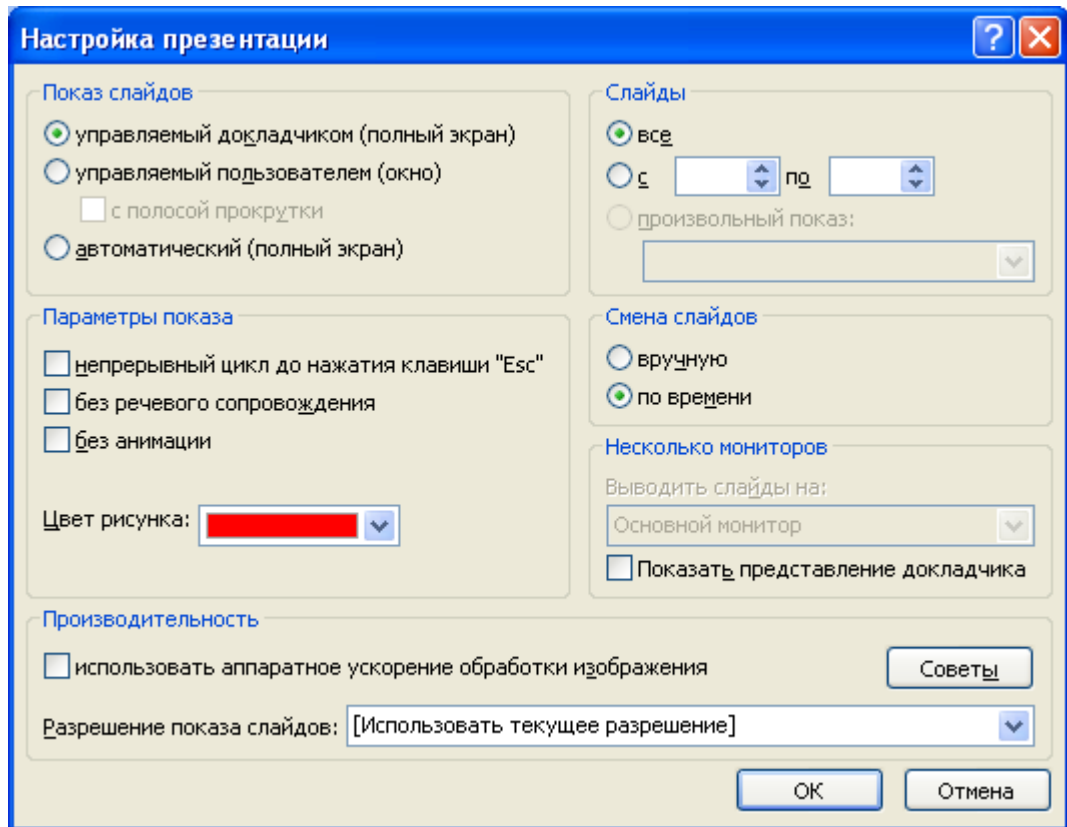 Настройка презентации
Показ слайдов
управляемый докладчиком (полный экран)
управляемый пользователем (окно)
с полосой прокрутки
автоматический (полный экран)
Слайды
все
с по
произвольный показ:
Параметры показа
непрерывный цикл до нажатия клавиши "Esc"
без речевого сопровождения
без анимации
Цвет рисунка:
Смена слайдов
вручную
по времени
Несколько мониторов
Выводить слайды на:
Основной монитор
Показать представление докладчика
Производительность
использовать аппаратное ускорение обработки изображения
Советы
Разрешение показа слайдов: [Использовать текущее разрешение]
ОК Отмена